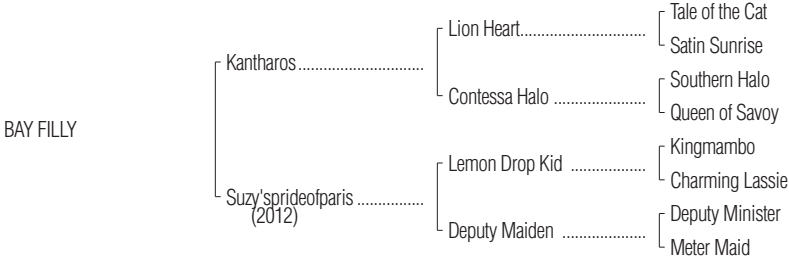 Tale of the Cat
Lion Heart..............................
Satin Sunrise
Kantharos..............................
Southern Halo
Contessa Halo ......................
Queen of Savoy
BAY FILLY
Kingmambo
Lemon Drop Kid ..................
Charming Lassie
Suzy'sprideofparis ................
(2012)
Deputy Minister
Deputy Maiden ....................
Meter Maid